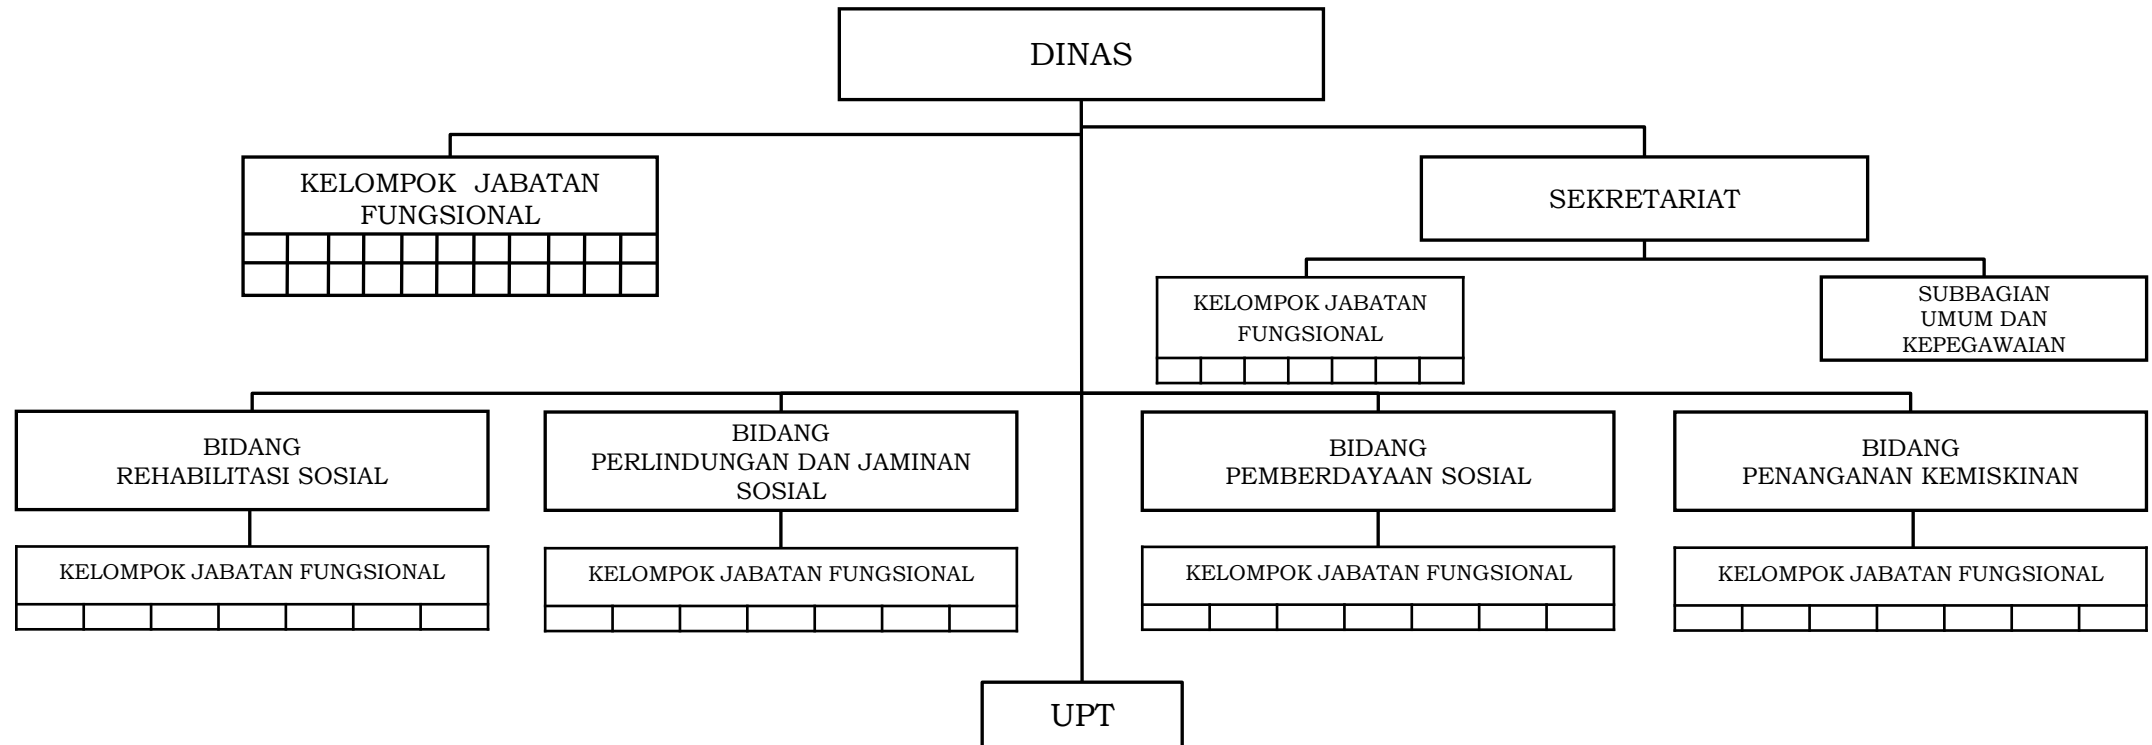 DINAS
KELOMPOK JABATAN
FUNGSIONAL
SEKRETARIAT
KELOMPOK JABATAN
FUNGSIONAL
SUBBAGIAN
UMUM DAN
KEPEGAWAIAN
BIDANG
REHABILITASI SOSIAL
BIDANG
PERLINDUNGAN DAN JAMINAN
SOSIAL
BIDANG
PEMBERDAYAAN SOSIAL
BIDANG
PENANGANAN KEMISKINAN
KELOMPOK JABATAN FUNGSIONAL
KELOMPOK JABATAN FUNGSIONAL
KELOMPOK JABATAN FUNGSIONAL
KELOMPOK JABATAN FUNGSIONAL
UPT